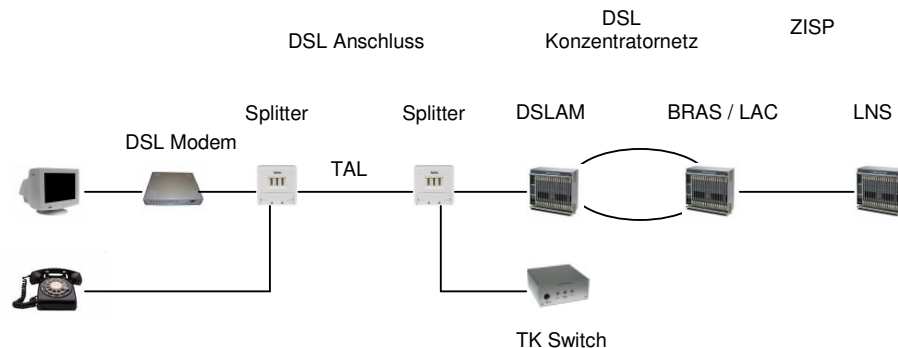 DSL Anschluss
DSL
Konzentratornetz
ZISP
Splitter
Splitter
DSLAM
BRAS / LAC
LNS
DSL Modem
TAL
TK Switch